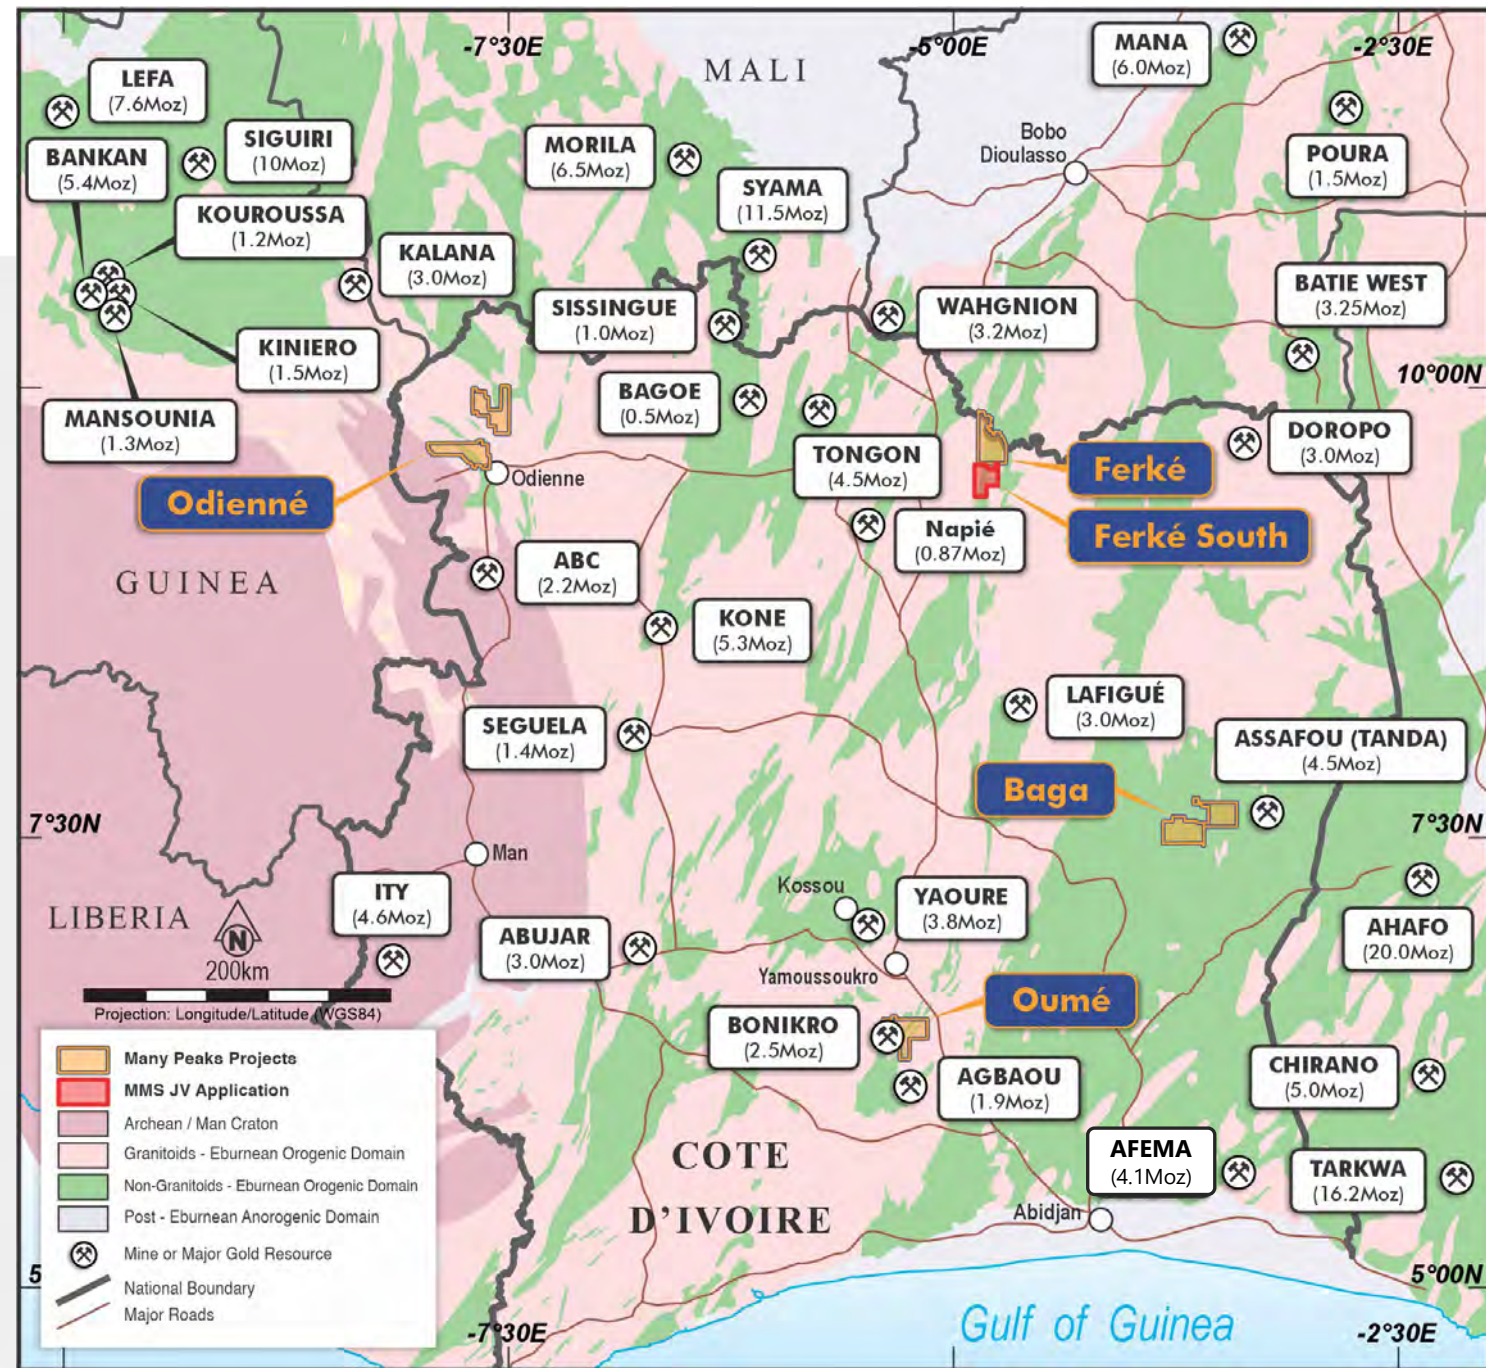 -7°30E
-5°00E
-2°30E
MALI
MANA
(6.0Moz)
LEFA
(7.6Moz)
SIGUIRI
(10Moz)
BANKAN
(5.4Moz)
MORILA
(6.5Moz)
Bobo
Dioulasso
POURA
(1.5Moz)
SYAMA
(11.5Moz)
KOUROUSSA
(1.2Moz)
KALANA
(3.0Moz)
SISSINGUE
(1.0Moz)
WAHGNION
(3.2Moz)
BATIE WEST
(3.25Moz)
KINIERO
(1.5Moz)
10°00N
BAGOE
(0.5Moz)
MANSOUNIA
(1.3Moz)
TONGON
(4.5Moz)
DOROPO
(3.0Moz)
Ferké
Odienne
Odienné
Napié
(0.87Moz)
Ferké South
GUINEA
ABC
(2.2Moz)
KONE
(5.3Moz)
LAFIGUÉ
(3.0Moz)
SEGUELA
(1.4Moz)
ASSAFOU (TANDA)
(4.5Moz)
Baga
7°30N
7°30N
Man
Kossou
ITY
(4.6Moz)
YAOURE
(3.8Moz)
LIBERIA
AHAFO
(20.0Moz)
ABUJAR
(3.0Moz)
N
200km
Yamoussoukro
Projection: Longitude/Latitude (WGS84)
Oumé
BONIKRO
(2.5Moz)
AGBAOU
(1.9Moz)
CHIRANO
(5.0Moz)
Many Peaks Projects
MMS JV Application
Archean / Man Craton
Granitoids - Eburnean Orogenic Domain
Non-Granitoids - Eburnean Orogenic Domain
Post - Eburnean Anorogenic Domain
Mine or Major Gold Resource
National Boundary
Major Roads
COTE
D'IVOIRE
AFEMA
(4.1Moz)
TARKWA
(16.2Moz)
Abidjan
5
5°00N
Gulf of Guinea
-7°30E
-2°30E